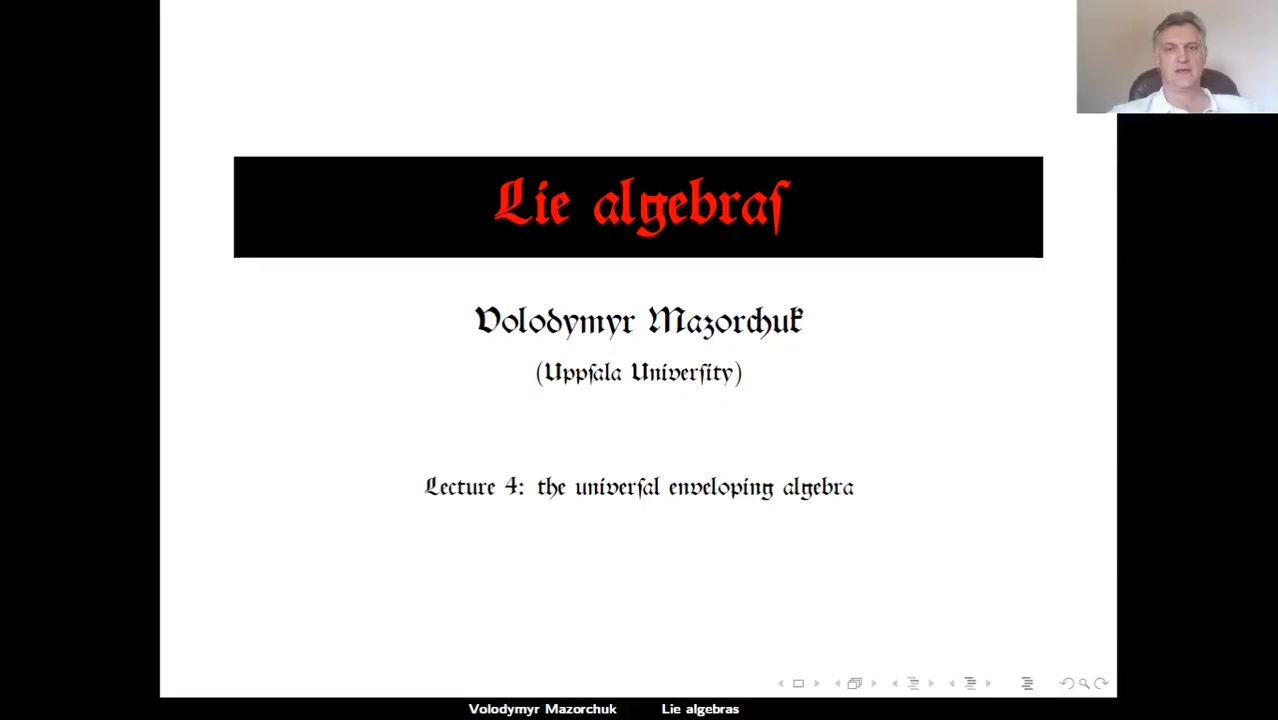 Lie algebraſ
Volodymyr Mazorchuk
(Uppſala Univerſity)
Lecture 4: the univerſal enveloping algebra
Volodymyr Mazorchuk Lie algebras